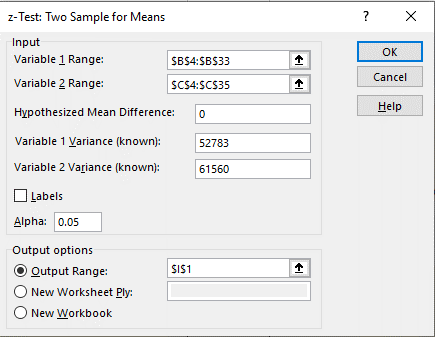 z-Test: Two Sample for Means ? ×
Input
Variable 1 Range: $B$4:$B$33
Variable 2 Range: $C$4:$C$35
Hypothesized Mean Difference: 0
Variable 1 Variance (known): 52783
Variable 2 Variance (known): 61560
Labels
Alpha: 0.05
OK
Cancel
Help
Output options
Output Range: $I$1
New Worksheet Ply:
New Workbook